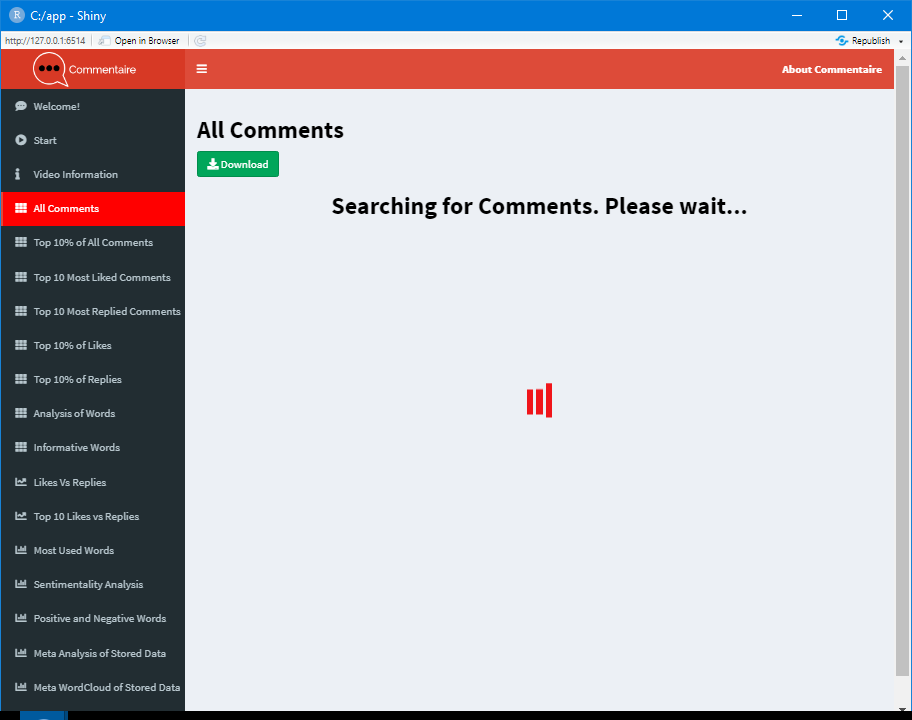 C:/app - Shiny
http://127.0.0.1:6514 Open in Browser Republish
Commentaire About Commentaire
Welcome!
Start
Video Information
All Comments
Top 10% of All Comments
Top 10 Most Liked Comments
Top 10 Most Replied Comments
Top 10% of Likes
Top 10% of Replies
Analysis of Words
Informative Words
Likes Vs Replies
Top 10 Likes vs Replies
Most Used Words
Sentimentality Analysis
Positive and Negative Words
Meta Analysis of Stored Data
Meta WordCloud of Stored Data
All Comments
Download
Searching for Comments. Please wait...